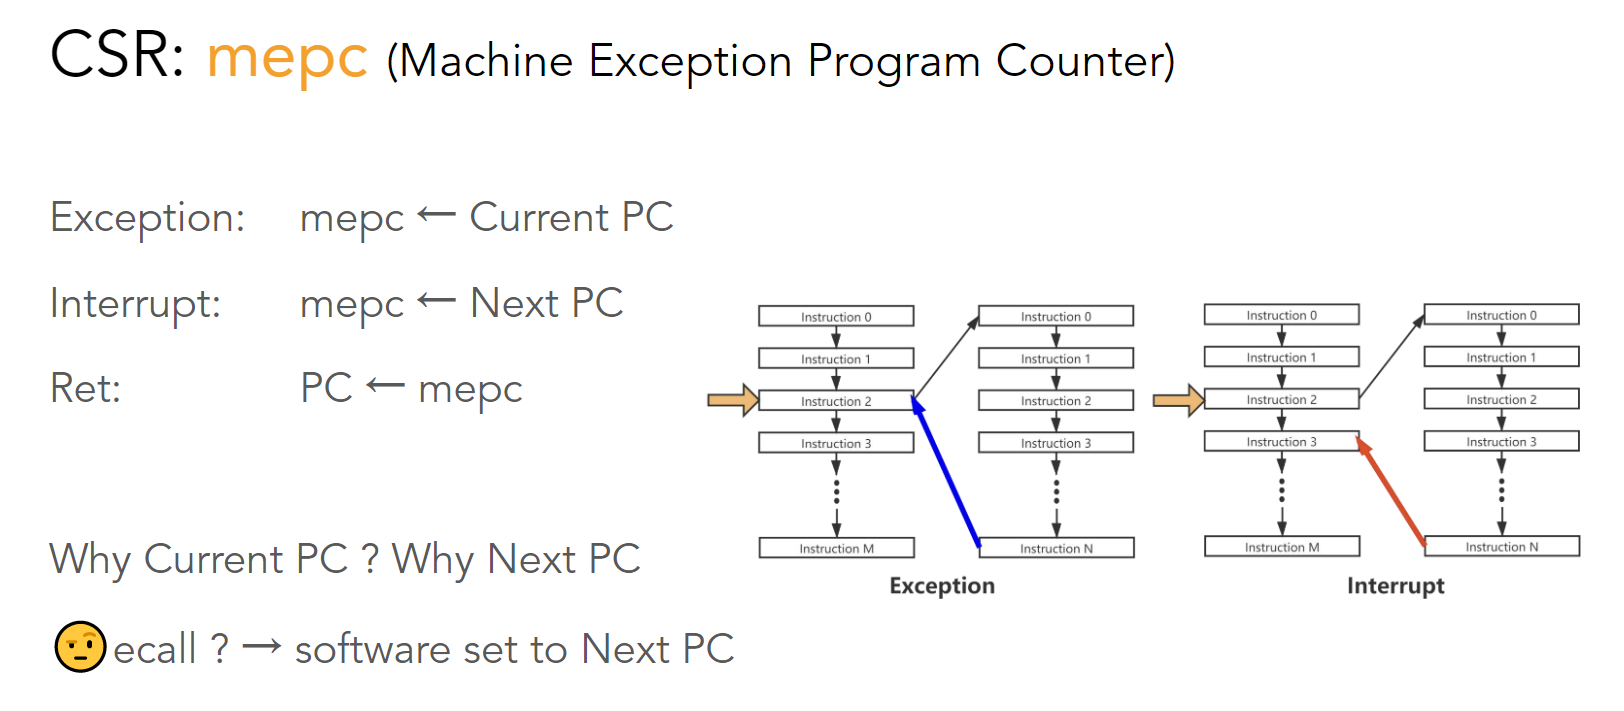 CSR: mepc (Machine Exception Program Counter)
Exception: mepc ← Current PC
Interrupt: mepc ← Next PC
Ret: PC ← mepc
Why Current PC ? Why Next PC
ecall ? → software set to Next PC
Instruction 0
Instruction 1
Instruction 2
Instruction 3
Instruction M
Instruction 0
Instruction 1
Instruction 2
Instruction 3
Instruction N
Exception
Instruction 0
Instruction 1
Instruction 2
Instruction 3
Instruction M
Instruction 0
Instruction 1
Instruction 2
Instruction 3
Instruction N
Interrupt